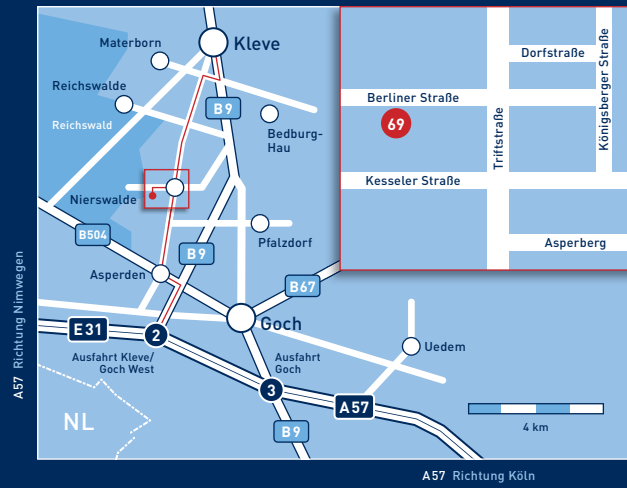 Materborn
Kleve
Reichswalde
B9
Reichswald
Bedburg-
Hau
Nierswalde
B504
B9
Pfalzdorf
Asperden
B67
Goch
E31
2
Ausfahrt Kleve/
Goch West
Ausfahrt
Goch
Uedem
3
A57
B9
NL
4 km
A57 Richtung Nimwegen
A57 Richtung Köln
Dorfstraße
Königsberger Straße
Berliner Straße
69
Triftstraße
Kesseler Straße
Asperberg